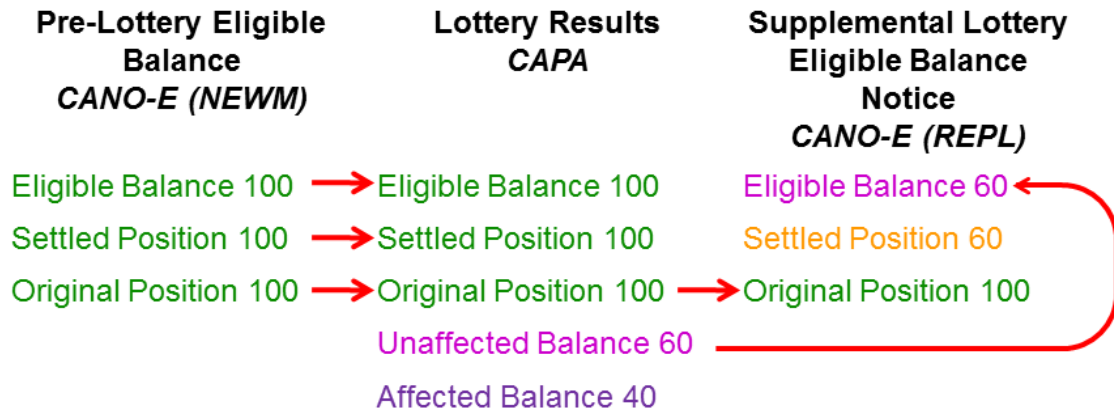 Pre-Lottery Eligible
Balance
CANO-E (NEWM)
Lottery Results
CAPA
Supplemental Lottery
Eligible Balance
Notice
CANO-E (REPL)
Eligible Balance 100
Eligible Balance 100
Eligible Balance 60
Settled Position 100
Settled Position 100
Settled Position 60
Original Position 100
Original Position 100
Original Position 100
Unaffected Balance 60
Affected Balance 40